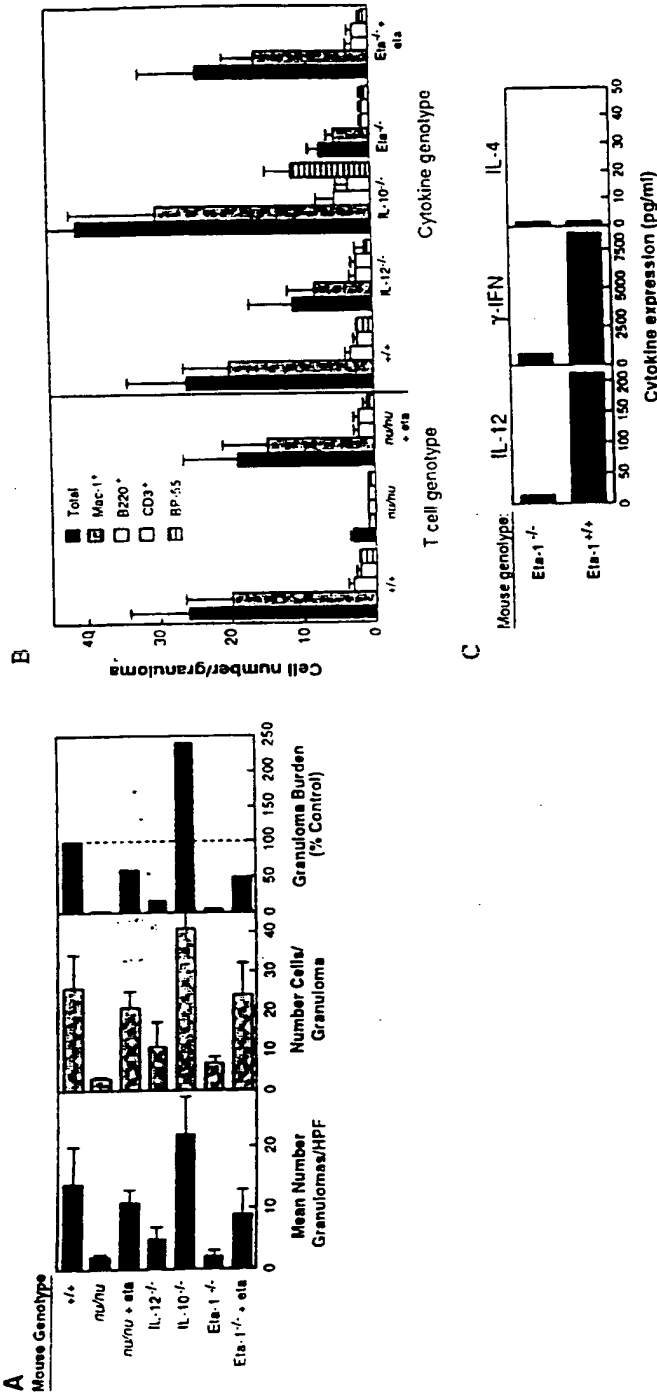 A
Mouse Genotype
+/+
nu/nu
nu/nu + eta
IL-12-/-
IL-10-/-
Eta-1-/-
Eta-1-/- + eta
0 10 20
Mean Number
Granulomas/HPF
0 10 20 30 40
Number Cells/
Granuloma
0 50 100 150 200 250
Granuloma Burden
(% Control)
B
Cell number/granuloma
40
30
20
10
0
Total
Mac-1+
B220+
CD3+
BP-55
+/+
nu/nu
nu/nu
+ eta
+/+
IL-12-/-
IL-10-/-
Eta-/-
Eta-/- +
eta
T cell genotype
Cytokine genotype
C
Mouse genotype:
Eta-1 -/-
Eta-1+/+
IL-12
γ-IFN
IL-4
0 50 100 150 200
0 2500 5000 7500
0 10 20 30 40 50
Cytokine expression (pg/ml)